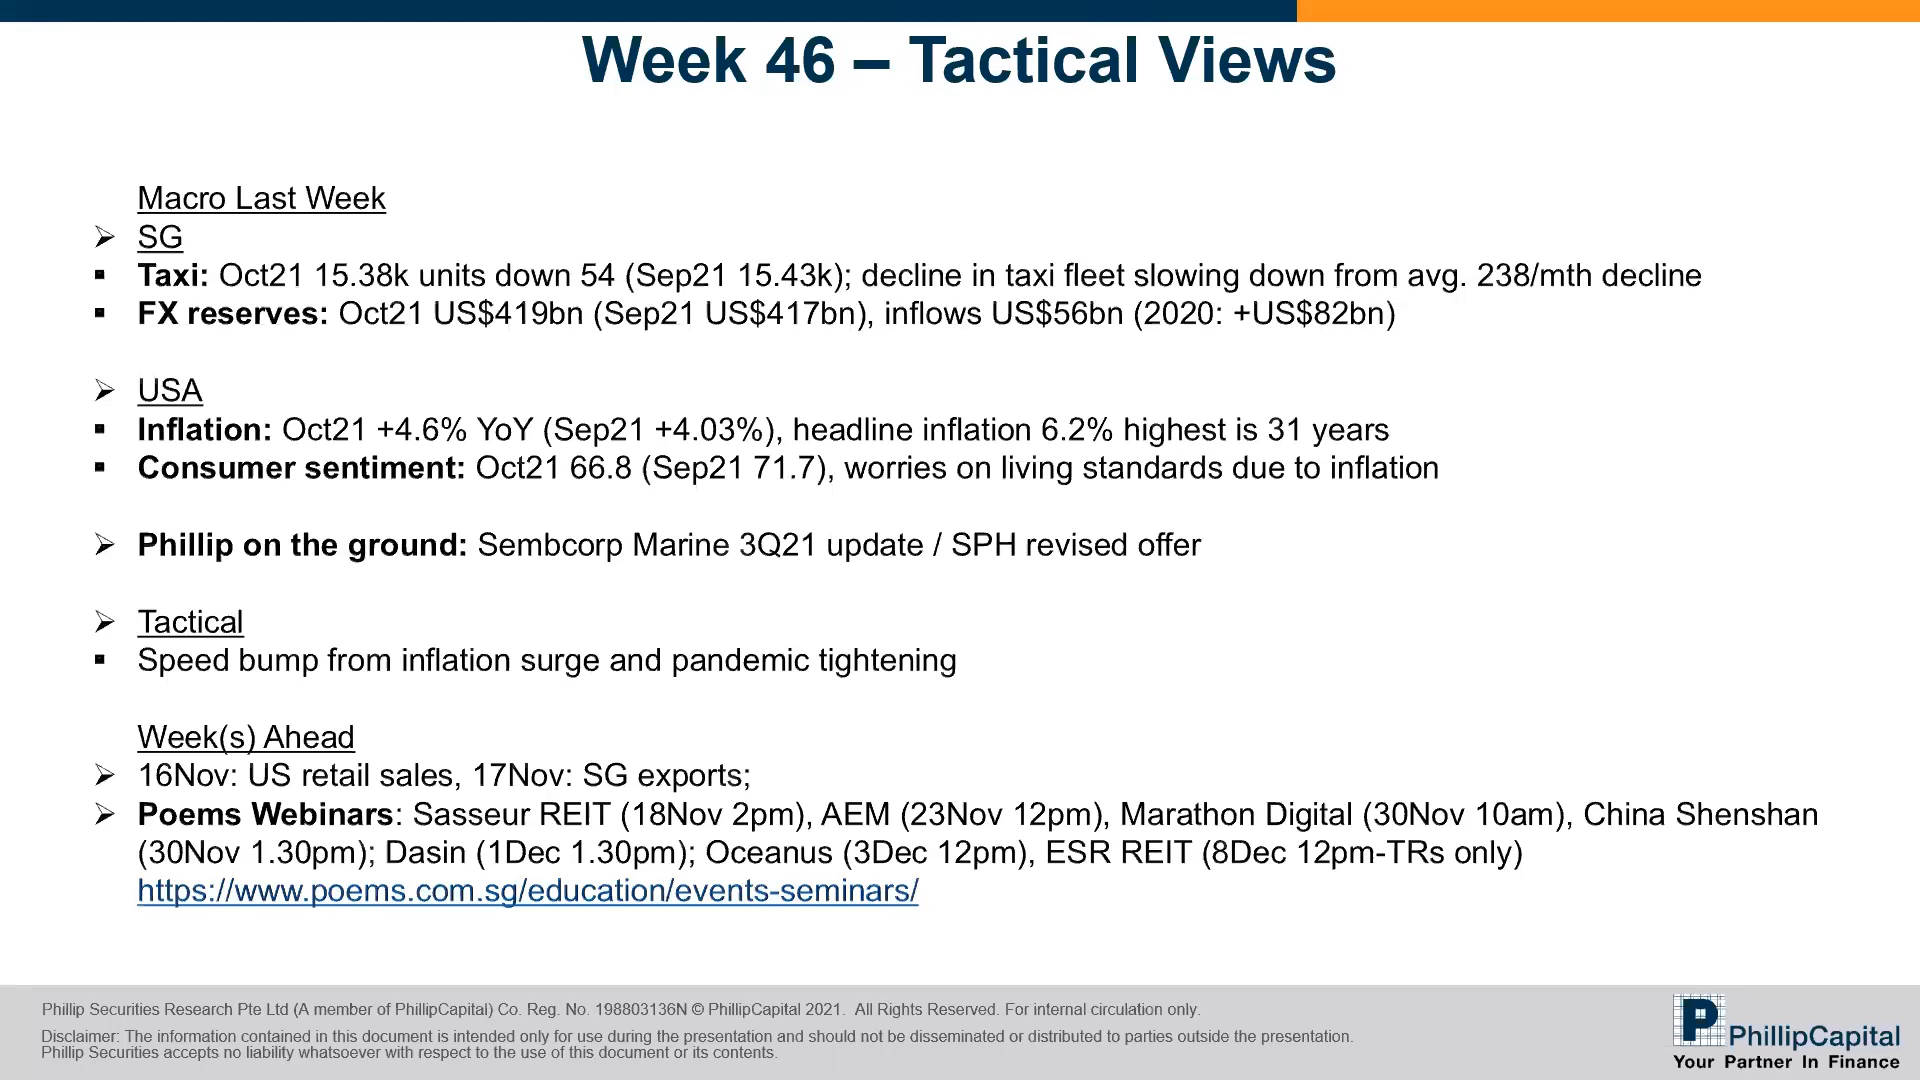 Week 46 – Tactical Views
Macro Last Week
➢ SG
▪ Taxi: Oct21 15.38k units down 54 (Sep21 15.43k); decline in taxi fleet slowing down from avg. 238/mth decline
▪ FX reserves: Oct21 US$419bn (Sep21 US$417bn), inflows US$56bn (2020: +US$82bn)
➢ USA
▪ Inflation: Oct21 +4.6% YoY (Sep21 +4.03%), headline inflation 6.2% highest is 31 years
▪ Consumer sentiment: Oct21 66.8 (Sep21 71.7), worries on living standards due to inflation
➢ Phillip on the ground: Sembcorp Marine 3Q21 update / SPH revised offer
➢ Tactical
▪ Speed bump from inflation surge and pandemic tightening
Week(s) Ahead
➢ 16Nov: US retail sales, 17Nov: SG exports;
➢ Poems Webinars: Sasseur REIT (18Nov 2pm), AEM (23Nov 12pm), Marathon Digital (30Nov 10am), China Shenshan
(30Nov 1.30pm); Dasin (1Dec 1.30pm); Oceanus (3Dec 12pm), ESR REIT (8Dec 12pm-TRs only)
https://www.poems.com.sg/education/events-seminars/
Phillip Securities Research Pte Ltd (A member of PhillipCapital) Co. Reg. No. 198803136N © PhillipCapital 2021. All Rights Reserved. For internal circulation only.
Disclaimer: The information contained in this document is intended only for use during the presentation and should not be disseminated or distributed to parties outside the presentation.
Phillip Securities accepts no liability whatsoever with respect to the use of this document or its contents.
P PhillipCapital
Your Partner In Finance